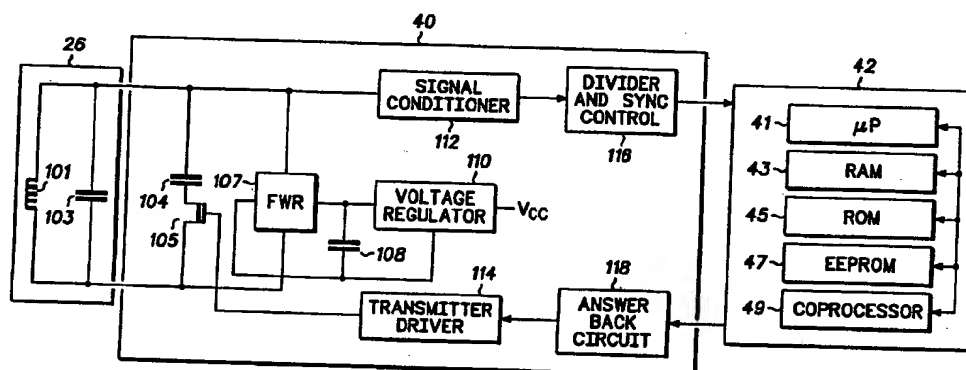 40
26
42
SIGNAL
CONDITIONER
112
DIVIDER
AND SYNC
CONTROL
116
41
μP
43
RAM
45
ROM
47
EEPROM
49
COPROCESSOR
101
103
104
105
107
FWR
108
110
VOLTAGE
REGULATOR
VCC
114
TRANSMITTER
DRIVER
118
ANSWER
BACK
CIRCUIT